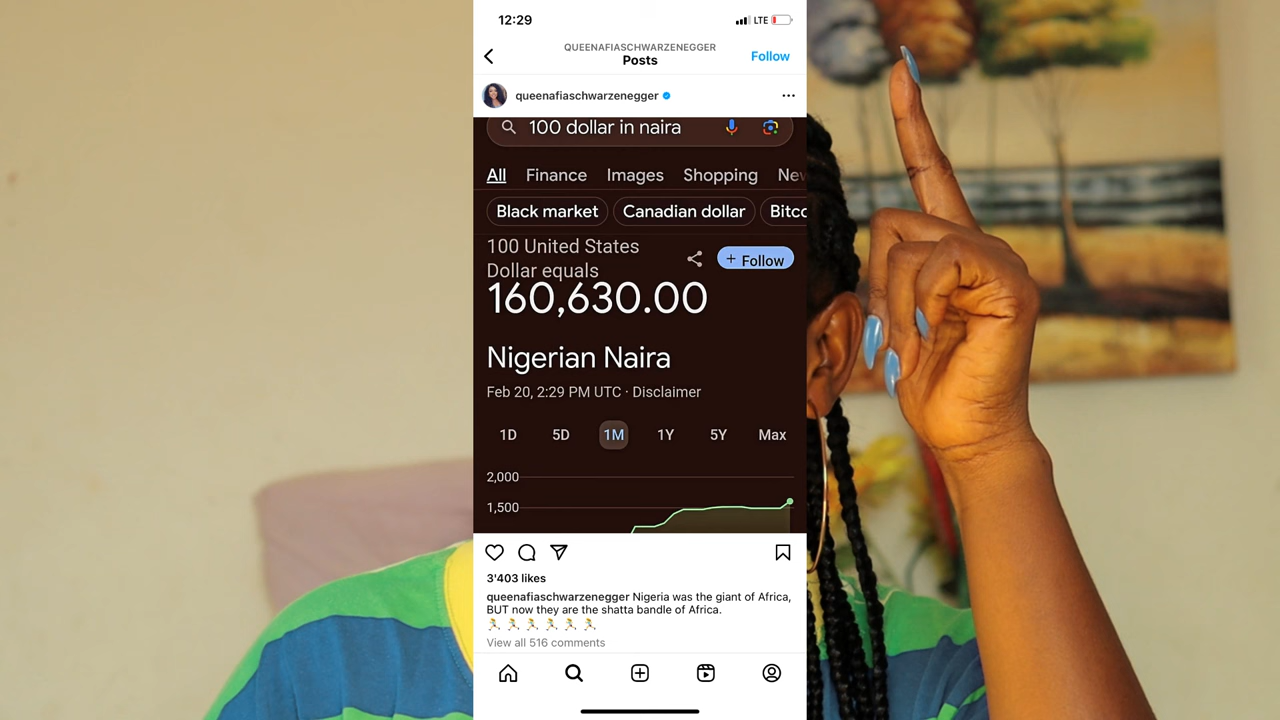 12:29
LTE
QUEENAFIASCHWARZENEGGER
Posts
Follow
queenafiaschwarzenegger
100 dollar in naira
All Finance Images Shopping New
Black market Canadian dollar Bitco
100 United States
Dollar equals
+ Follow
160,630.00
Nigerian Naira
Feb 20, 2:29 PM UTC · Disclaimer
1D 5D 1M 1Y 5Y Max
2,000
1,500
3'403 likes
queenafiaschwarzenegger Nigeria was the giant of Africa,
BUT now they are the shatta bandle of Africa.
View all 516 comments